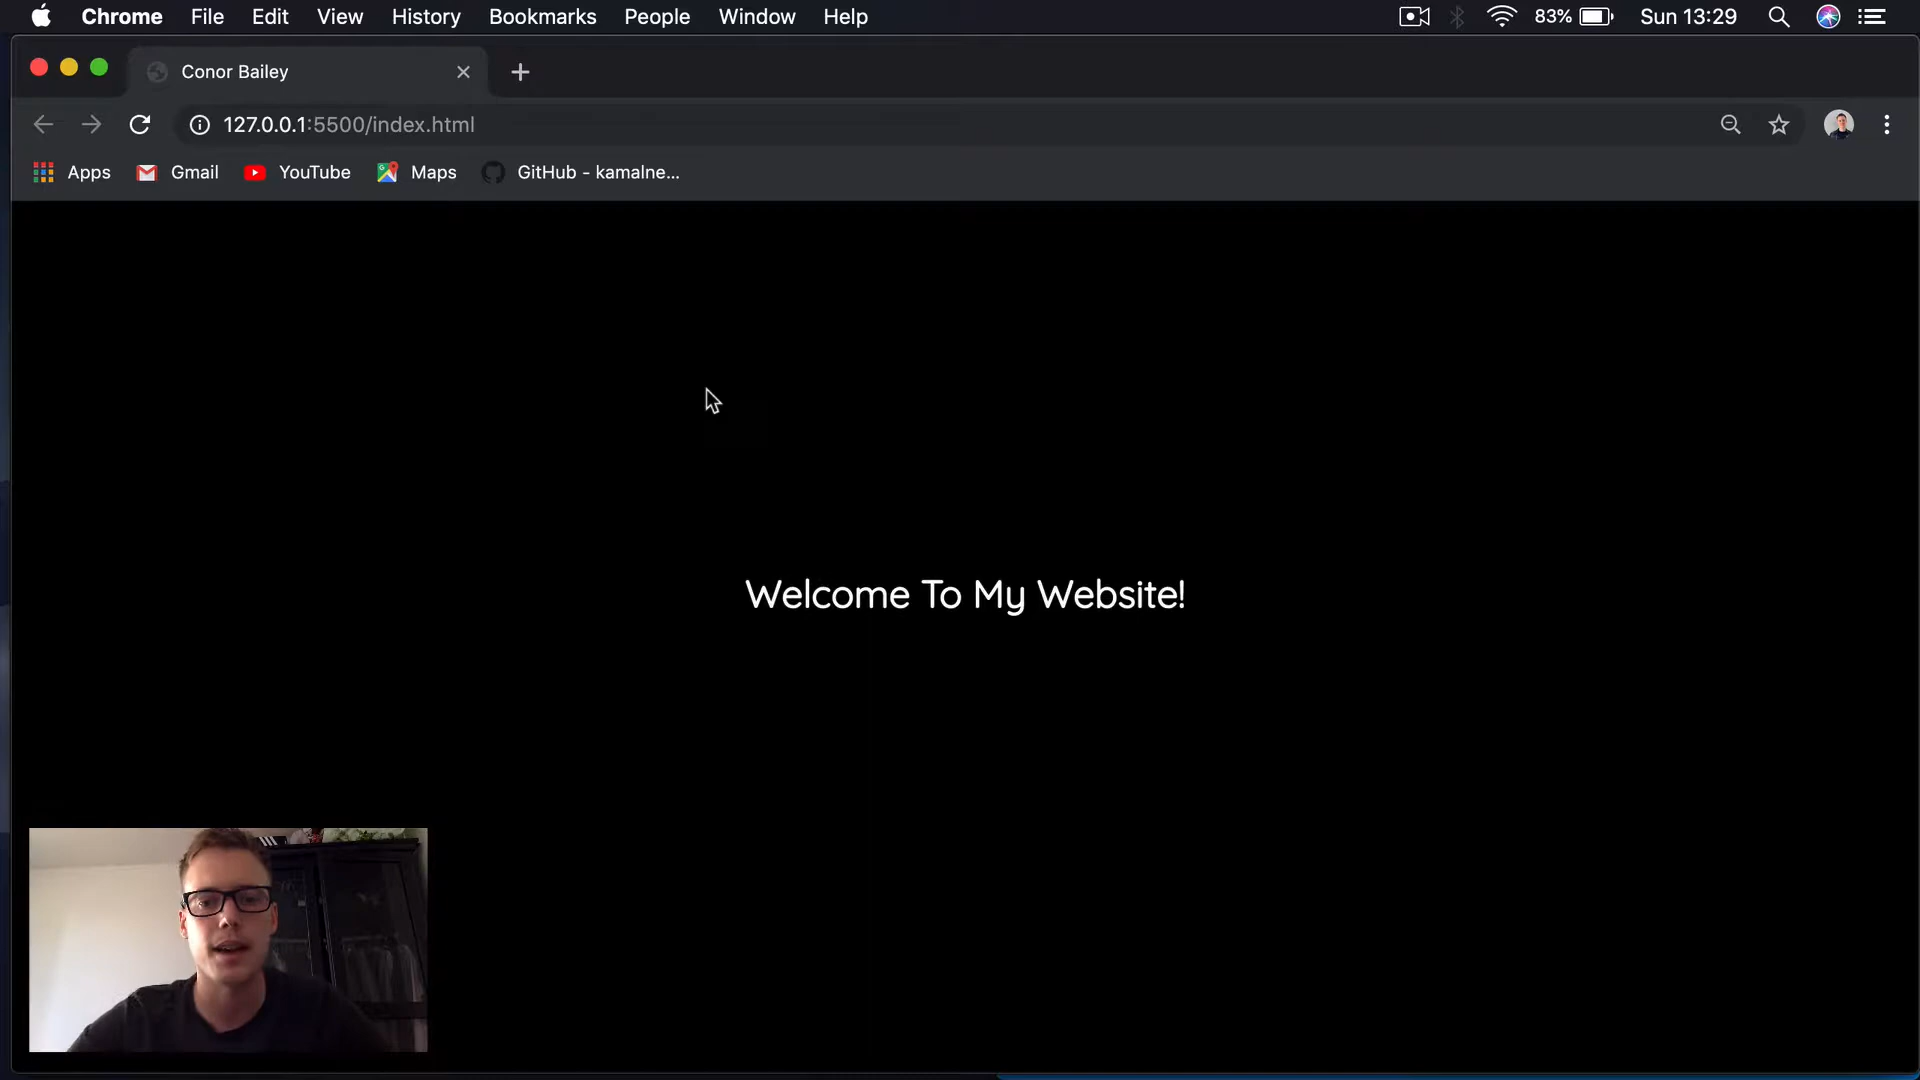 Chrome File Edit View History Bookmarks People Window Help 83% Sun 13:29
Conor Bailey
127.0.0.1:5500/index.html
Apps Gmail YouTube Maps GitHub - kamalne...
Welcome To My Website!